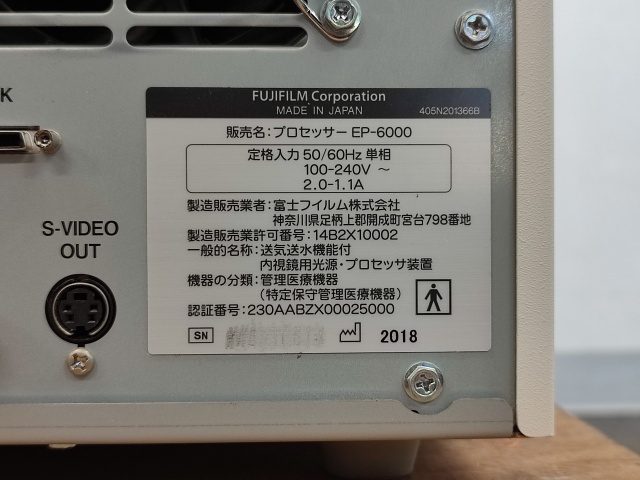 K
FUJIFILM Corporation
MADE IN JAPAN 405N201366B
販売名:プロセッサー EP-6000
定格入力 50/60Hz 単相
100-240V ～
2.0-1.1A
製造販売業者:富士フイルム株式会社
神奈川県足柄上郡開成町宮台798番地
製造販売業許可番号:14B2X10002
一般的名称:送気送水機能付
内視鏡用光源・プロセッサ装置
機器の分類:管理医療機器
(特定保守管理医療機器)
認証番号:230AABZX00025000
SN
2018
S-VIDEO
OUT